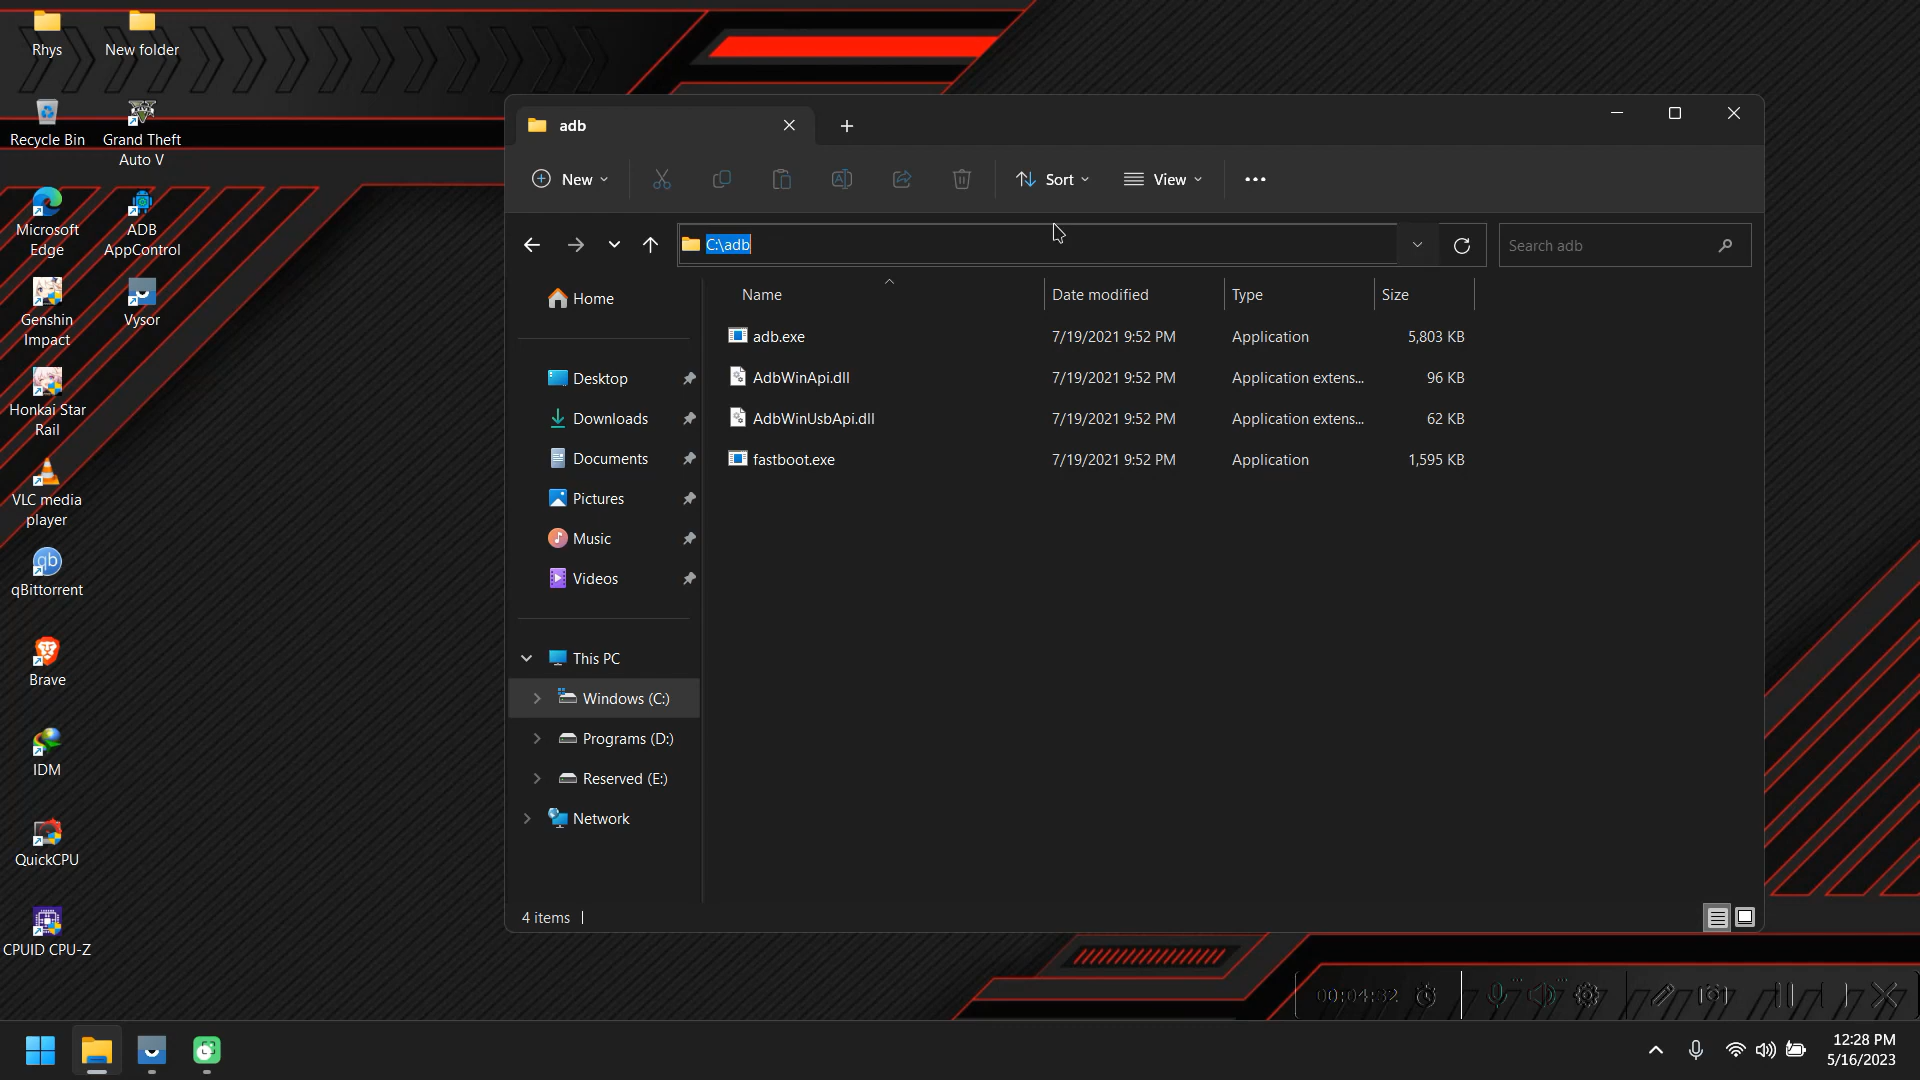 Rhys
New folder
Recycle Bin
Grand Theft
Auto V
Microsoft
Edge
ADB
AppControl
Genshin
Impact
Vysor
Honkai Star
Rail
VLC media
player
qb
qBittorrent
Brave
IDM
QuickCPU
CPUID CPU-Z
adb
New
Sort
View
C:\adb
Search adb
Name
Date modified
Type
Size
adb.exe
7/19/2021 9:52 PM
Application
5,803 KB
AdbWinApi.dll
7/19/2021 9:52 PM
Application extens...
96 KB
AdbWinUsbApi.dll
7/19/2021 9:52 PM
Application extens...
62 KB
fastboot.exe
7/19/2021 9:52 PM
Application
1,595 KB
Home
Desktop
Downloads
Documents
Pictures
Music
Videos
This PC
Windows (C:)
Programs (D:)
Reserved (E:)
Network
4 items
00:04:32
12:28 PM
5/16/2023